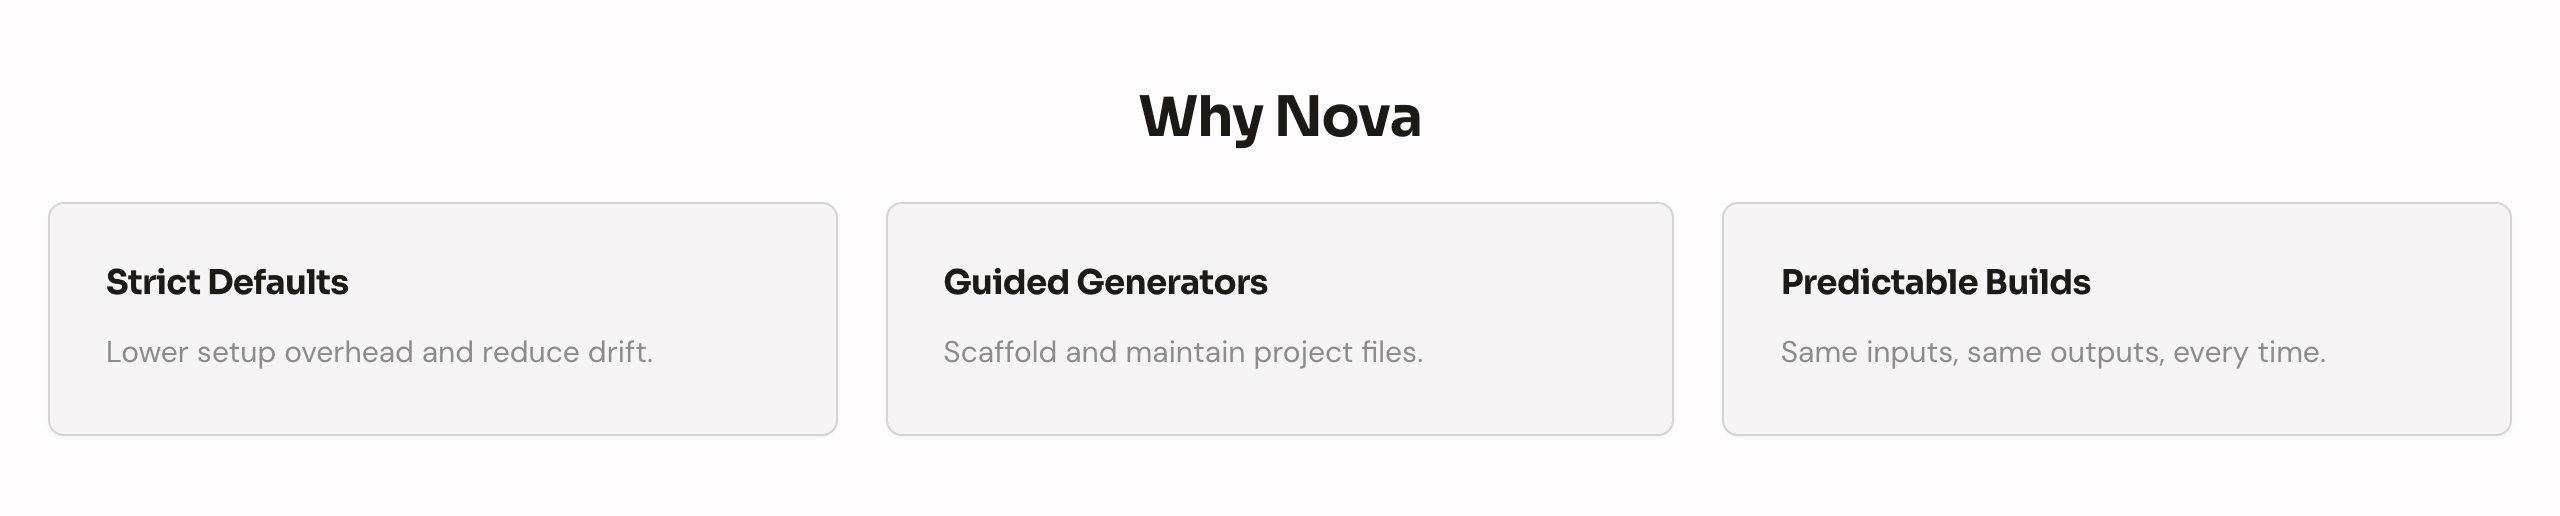 Why Nova
Strict Defaults
Lower setup overhead and reduce drift.
Guided Generators
Scaffold and maintain project files.
Predictable Builds
Same inputs, same outputs, every time.